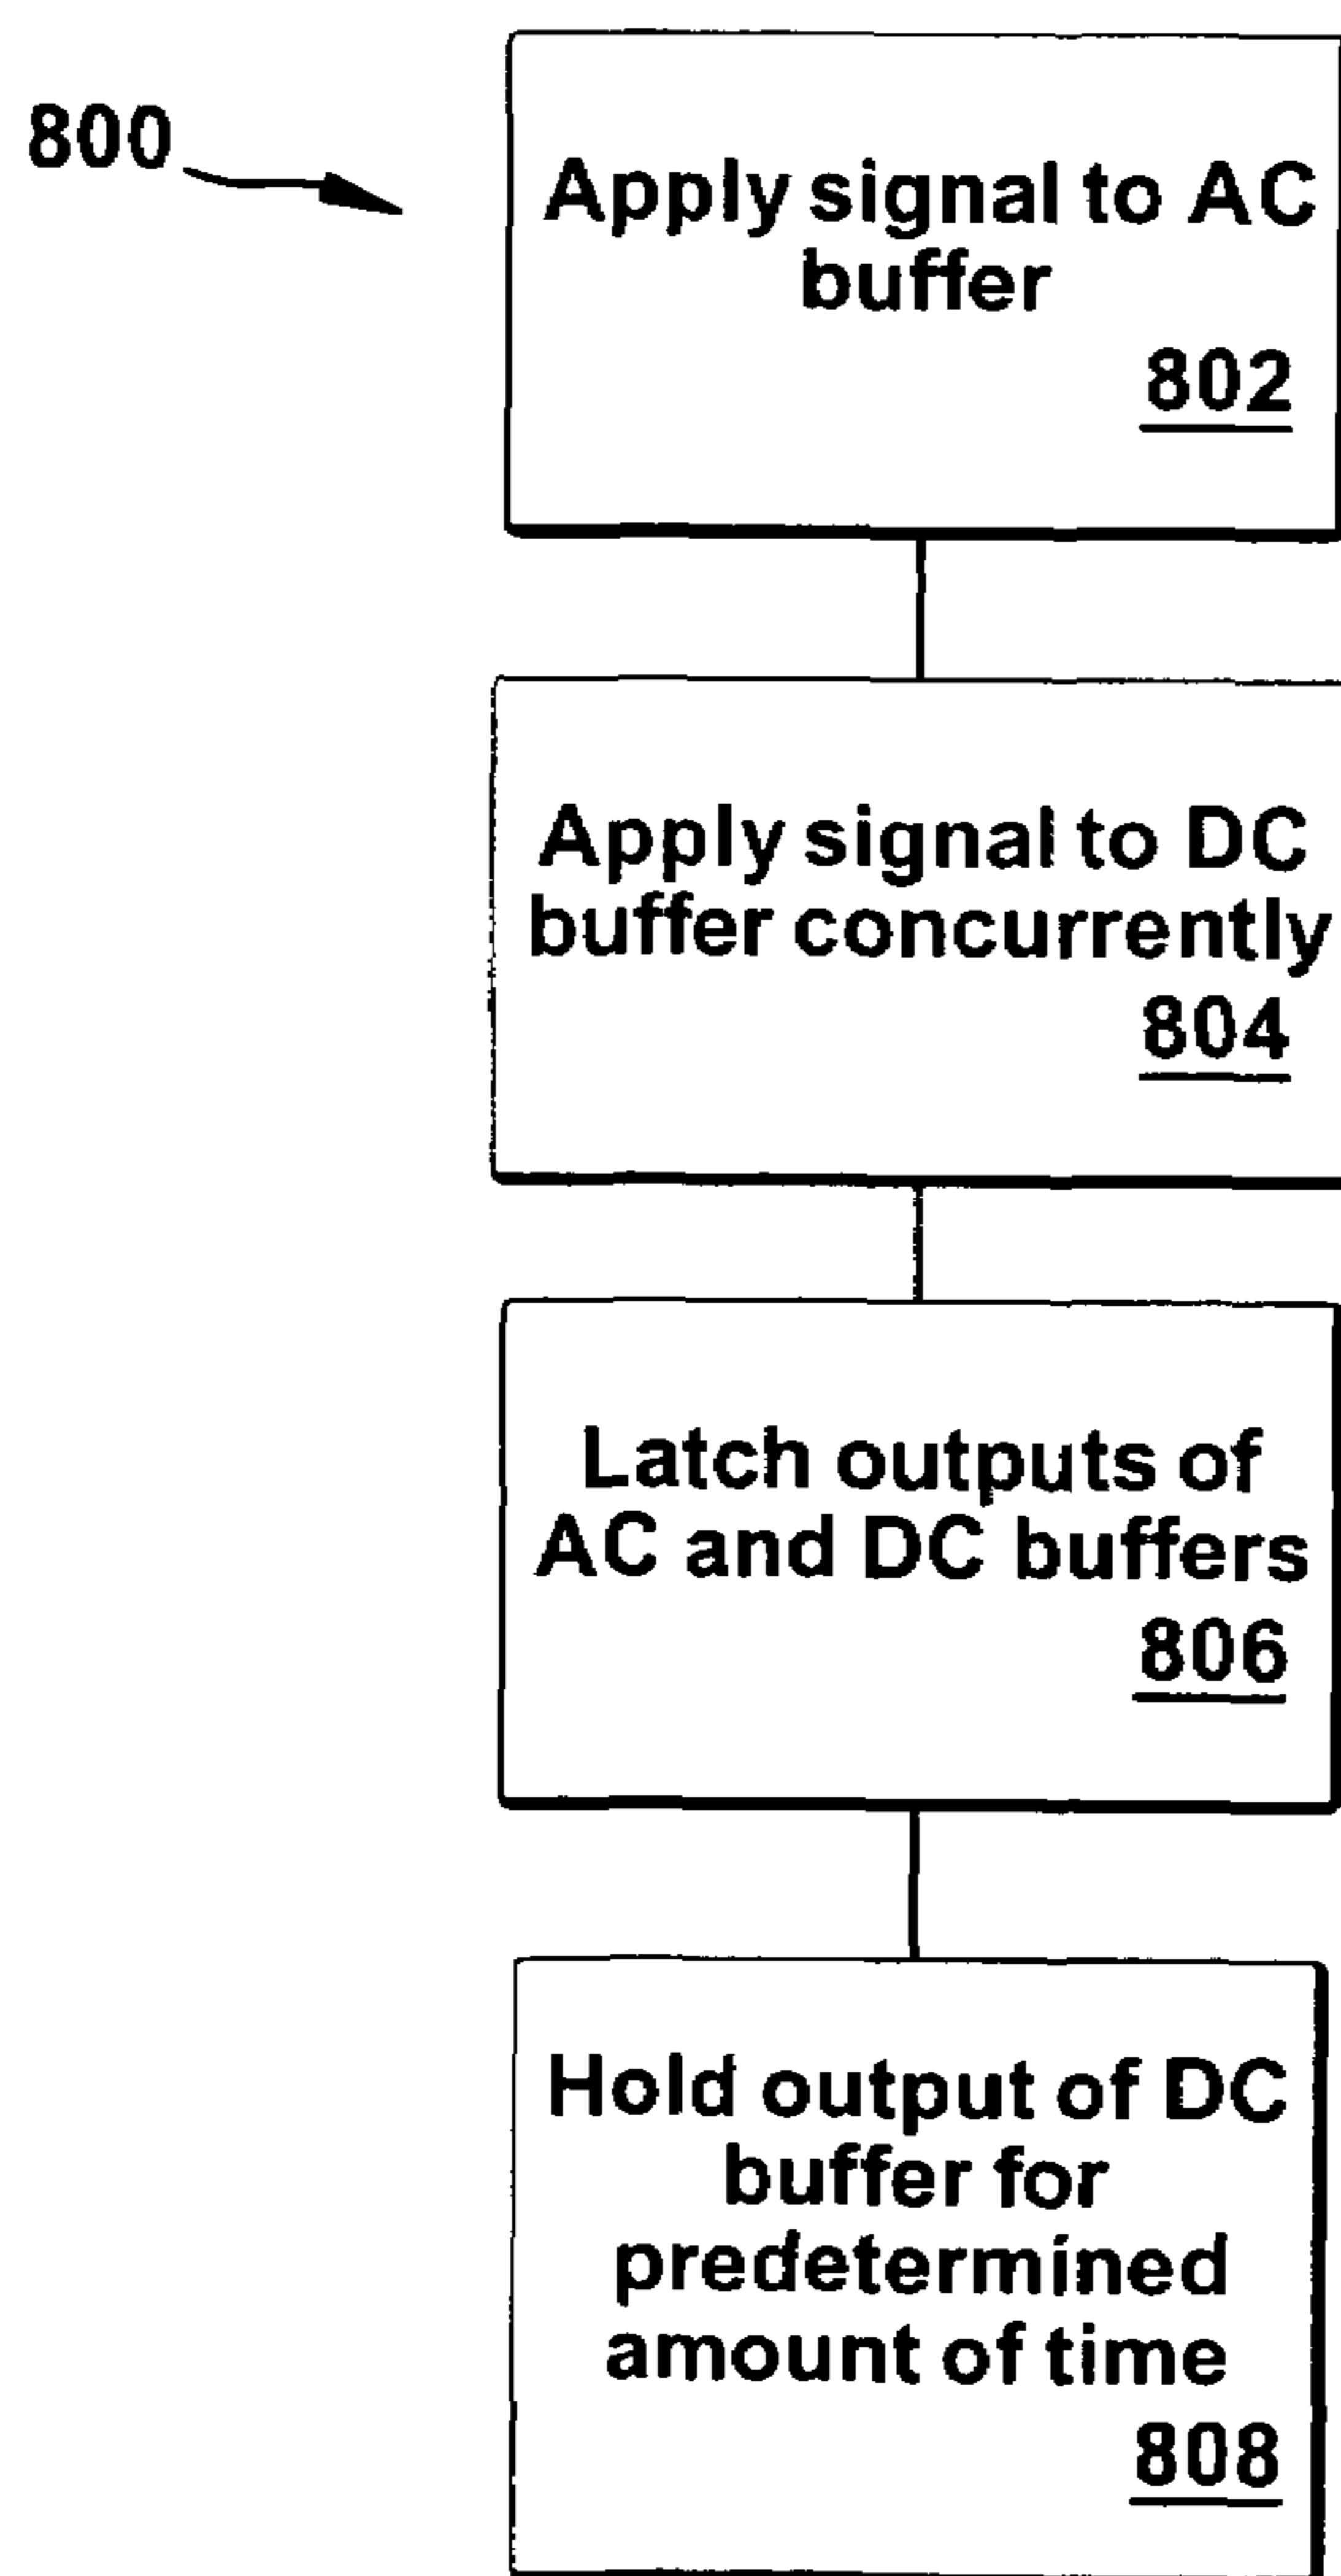 800
Apply signal to AC
buffer
802
Apply signal to DC
buffer concurrently
804
Latch outputs of
AC and DC buffers
806
Hold output of DC
buffer for
predetermined
amount of time
808